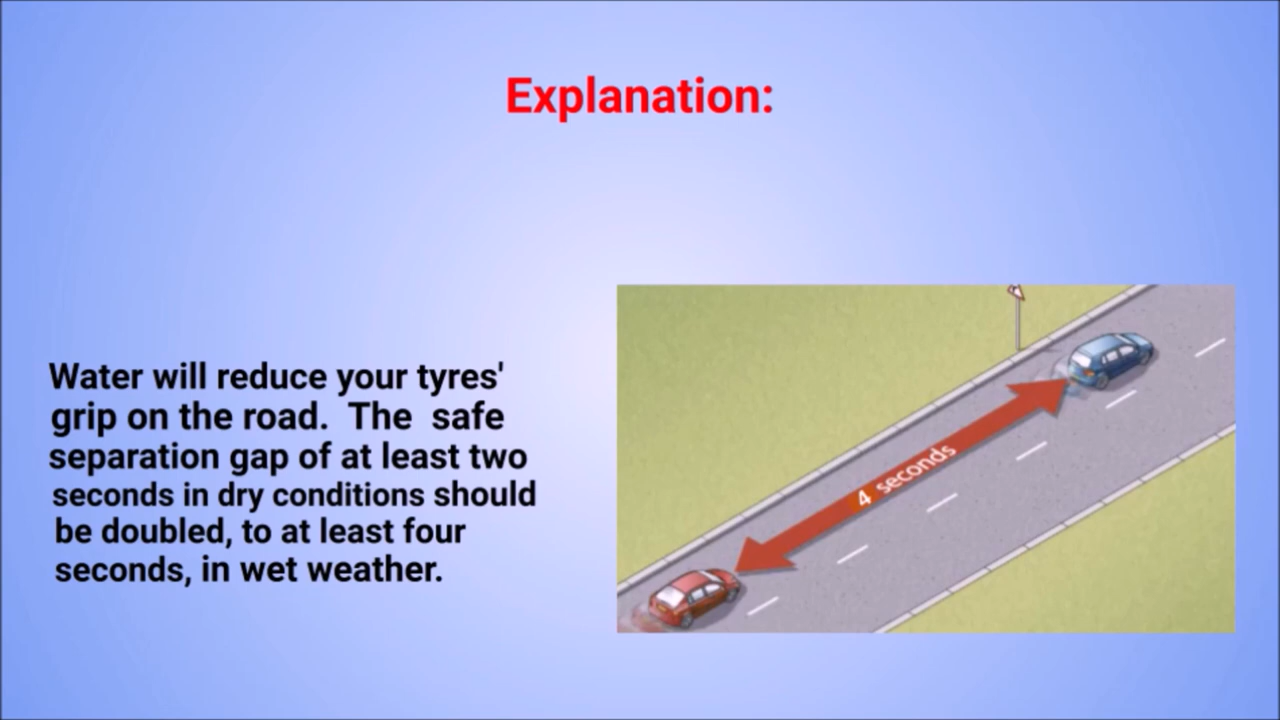 Explanation:
Water will reduce your tyres'
grip on the road. The safe
separation gap of at least two
seconds in dry conditions should
be doubled, to at least four
seconds, in wet weather.
4 seconds